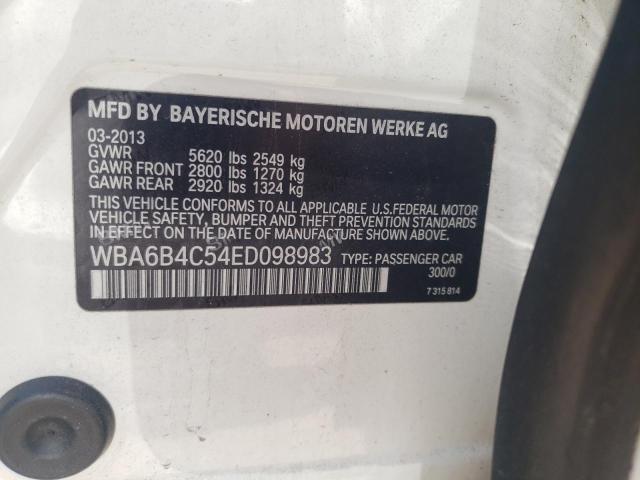 MFD BY BAYERISCHE MOTOREN WERKE AG
03-2013
GVWR 5620 lbs 2549 kg
GAWR FRONT 2800 lbs 1270 kg
GAWR REAR 2920 lbs 1324 kg
THIS VEHICLE CONFORMS TO ALL APPLICABLE U.S.FEDERAL MOTOR
VEHICLE SAFETY, BUMPER AND THEFT PREVENTION STANDARDS
IN EFFECT ON THE DATE OF MANUFACTURE SHOWN ABOVE.
WBA6B4C54ED098983 TYPE: PASSENGER CAR
300/0
7 315 814